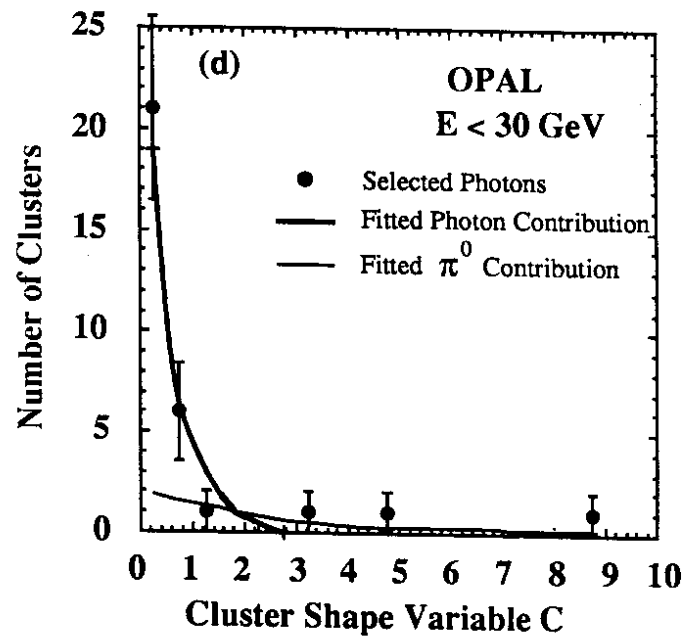 25
20
15
10
5
0
Number of Clusters
(d)
OPAL
E < 30 GeV
Selected Photons
Fitted Photon Contribution
Fitted π⁰ Contribution
0 1 2 3 4 5 6 7 8 9 10
Cluster Shape Variable C